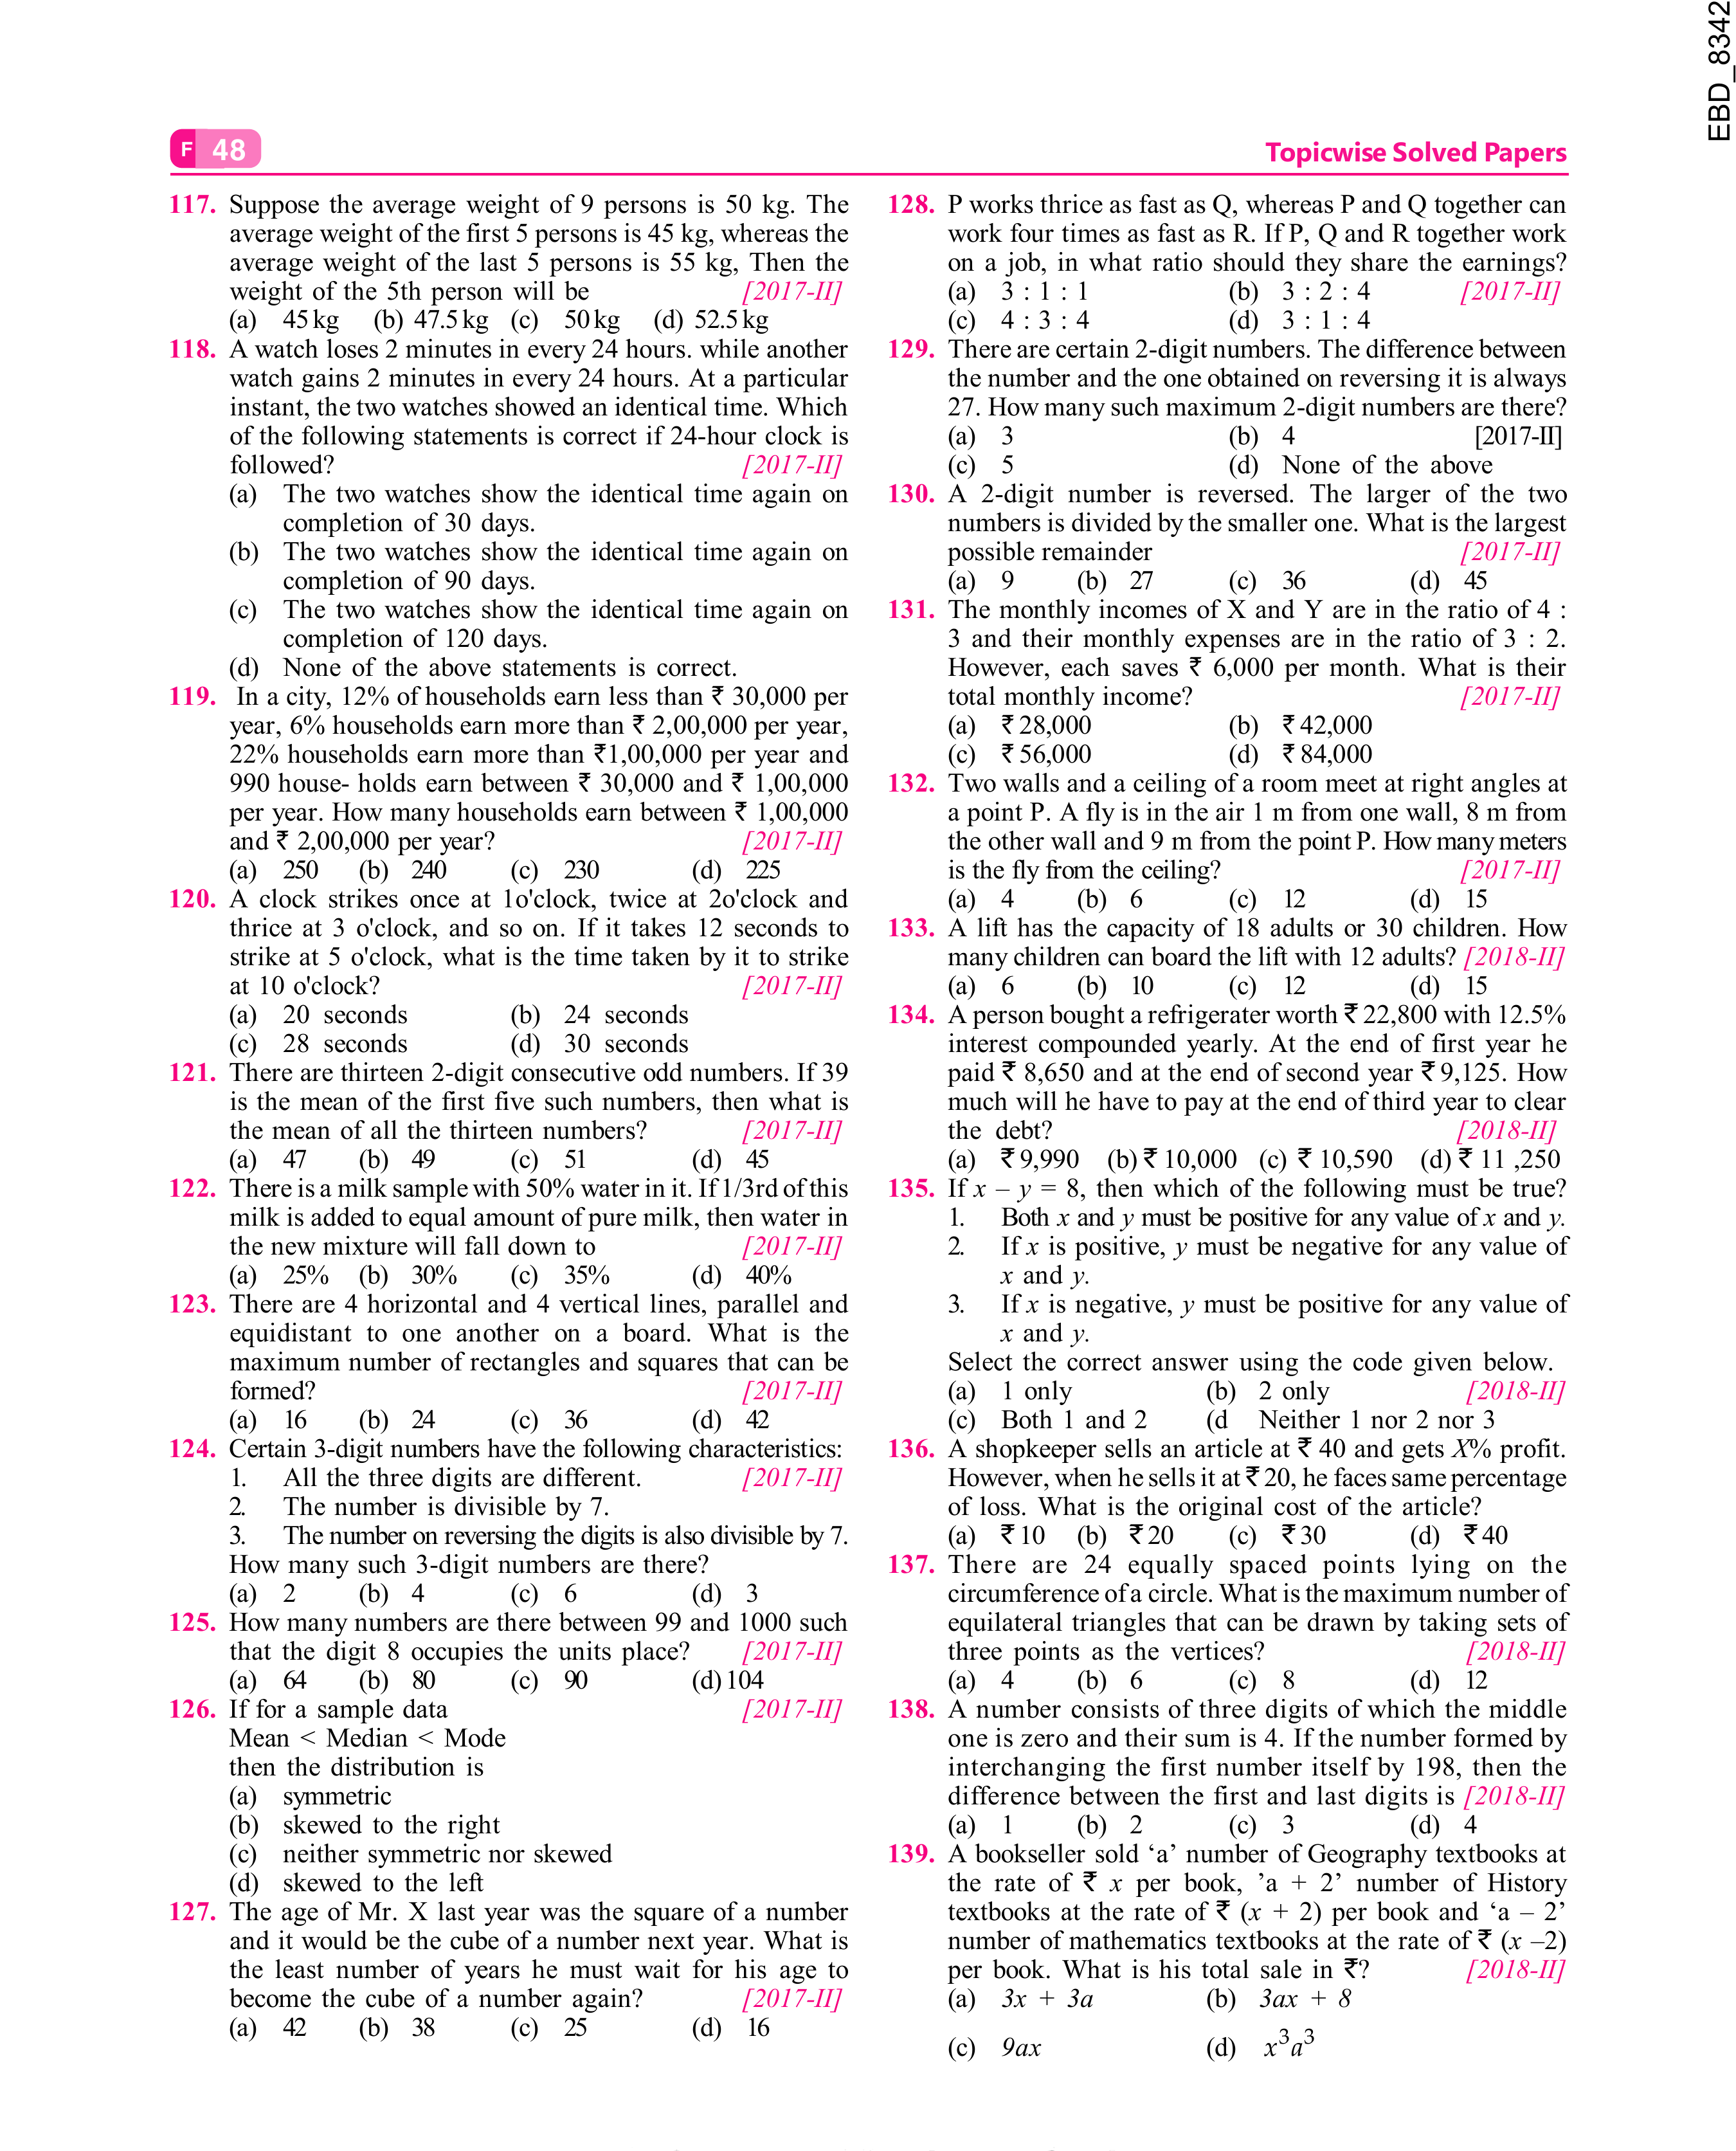 EBD_8342
F 48
Topicwise Solved Papers
117. Suppose the average weight of 9 persons is 50 kg. The
average weight of the first 5 persons is 45 kg, whereas the
average weight of the last 5 persons is 55 kg, Then the
weight of the 5th person will be [2017-II]
(a) 45 kg (b) 47.5 kg (c) 50 kg (d) 52.5 kg
118. A watch loses 2 minutes in every 24 hours. while another
watch gains 2 minutes in every 24 hours. At a particular
instant, the two watches showed an identical time. Which
of the following statements is correct if 24-hour clock is
followed? [2017-II]
(a) The two watches show the identical time again on
completion of 30 days.
(b) The two watches show the identical time again on
completion of 90 days.
(c) The two watches show the identical time again on
completion of 120 days.
(d) None of the above statements is correct.
119. In a city, 12% of households earn less than ₹ 30,000 per
year, 6% households earn more than ₹ 2,00,000 per year,
22% households earn more than ₹1,00,000 per year and
990 house- holds earn between ₹ 30,000 and ₹ 1,00,000
per year. How many households earn between ₹ 1,00,000
and ₹ 2,00,000 per year? [2017-II]
(a) 250 (b) 240 (c) 230 (d) 225
120. A clock strikes once at 1o'clock, twice at 2o'clock and
thrice at 3 o'clock, and so on. If it takes 12 seconds to
strike at 5 o'clock, what is the time taken by it to strike
at 10 o'clock? [2017-II]
(a) 20 seconds (b) 24 seconds
(c) 28 seconds (d) 30 seconds
121. There are thirteen 2-digit consecutive odd numbers. If 39
is the mean of the first five such numbers, then what is
the mean of all the thirteen numbers? [2017-II]
(a) 47 (b) 49 (c) 51 (d) 45
122. There is a milk sample with 50% water in it. If 1/3rd of this
milk is added to equal amount of pure milk, then water in
the new mixture will fall down to [2017-II]
(a) 25% (b) 30% (c) 35% (d) 40%
123. There are 4 horizontal and 4 vertical lines, parallel and
equidistant to one another on a board. What is the
maximum number of rectangles and squares that can be
formed? [2017-II]
(a) 16 (b) 24 (c) 36 (d) 42
124. Certain 3-digit numbers have the following characteristics:
1. All the three digits are different. [2017-II]
2. The number is divisible by 7.
3. The number on reversing the digits is also divisible by 7.
How many such 3-digit numbers are there?
(a) 2 (b) 4 (c) 6 (d) 3
125. How many numbers are there between 99 and 1000 such
that the digit 8 occupies the units place? [2017-II]
(a) 64 (b) 80 (c) 90 (d) 104
126. If for a sample data [2017-II]
Mean < Median < Mode
then the distribution is
(a) symmetric
(b) skewed to the right
(c) neither symmetric nor skewed
(d) skewed to the left
127. The age of Mr. X last year was the square of a number
and it would be the cube of a number next year. What is
the least number of years he must wait for his age to
become the cube of a number again? [2017-II]
(a) 42 (b) 38 (c) 25 (d) 16
128. P works thrice as fast as Q, whereas P and Q together can
work four times as fast as R. If P, Q and R together work
on a job, in what ratio should they share the earnings?
(a) 3 : 1 : 1 (b) 3 : 2 : 4 [2017-II]
(c) 4 : 3 : 4 (d) 3 : 1 : 4
129. There are certain 2-digit numbers. The difference between
the number and the one obtained on reversing it is always
27. How many such maximum 2-digit numbers are there?
(a) 3 (b) 4 [2017-II]
(c) 5 (d) None of the above
130. A 2-digit number is reversed. The larger of the two
numbers is divided by the smaller one. What is the largest
possible remainder [2017-II]
(a) 9 (b) 27 (c) 36 (d) 45
131. The monthly incomes of X and Y are in the ratio of 4 :
3 and their monthly expenses are in the ratio of 3 : 2.
However, each saves ₹ 6,000 per month. What is their
total monthly income? [2017-II]
(a) ₹ 28,000 (b) ₹ 42,000
(c) ₹ 56,000 (d) ₹ 84,000
132. Two walls and a ceiling of a room meet at right angles at
a point P. A fly is in the air 1 m from one wall, 8 m from
the other wall and 9 m from the point P. How many meters
is the fly from the ceiling? [2017-II]
(a) 4 (b) 6 (c) 12 (d) 15
133. A lift has the capacity of 18 adults or 30 children. How
many children can board the lift with 12 adults? [2018-II]
(a) 6 (b) 10 (c) 12 (d) 15
134. A person bought a refrigerater worth ₹ 22,800 with 12.5%
interest compounded yearly. At the end of first year he
paid ₹ 8,650 and at the end of second year ₹ 9,125. How
much will he have to pay at the end of third year to clear
the debt? [2018-II]
(a) ₹ 9,990 (b) ₹ 10,000 (c) ₹ 10,590 (d) ₹ 11 ,250
135. If x – y = 8, then which of the following must be true?
1. Both x and y must be positive for any value of x and y.
2. If x is positive, y must be negative for any value of
x and y.
3. If x is negative, y must be positive for any value of
x and y.
Select the correct answer using the code given below.
(a) 1 only (b) 2 only [2018-II]
(c) Both 1 and 2 (d Neither 1 nor 2 nor 3
136. A shopkeeper sells an article at ₹ 40 and gets X% profit.
However, when he sells it at ₹ 20, he faces same percentage
of loss. What is the original cost of the article?
(a) ₹ 10 (b) ₹ 20 (c) ₹ 30 (d) ₹ 40
137. There are 24 equally spaced points lying on the
circumference of a circle. What is the maximum number of
equilateral triangles that can be drawn by taking sets of
three points as the vertices? [2018-II]
(a) 4 (b) 6 (c) 8 (d) 12
138. A number consists of three digits of which the middle
one is zero and their sum is 4. If the number formed by
interchanging the first number itself by 198, then the
difference between the first and last digits is [2018-II]
(a) 1 (b) 2 (c) 3 (d) 4
139. A bookseller sold ‘a’ number of Geography textbooks at
the rate of ₹ x per book, ’a + 2’ number of History
textbooks at the rate of ₹ (x + 2) per book and ‘a – 2’
number of mathematics textbooks at the rate of ₹ (x –2)
per book. What is his total sale in ₹? [2018-II]
(a) 3x + 3a (b) 3ax + 8
(c) 9ax (d) x³a³